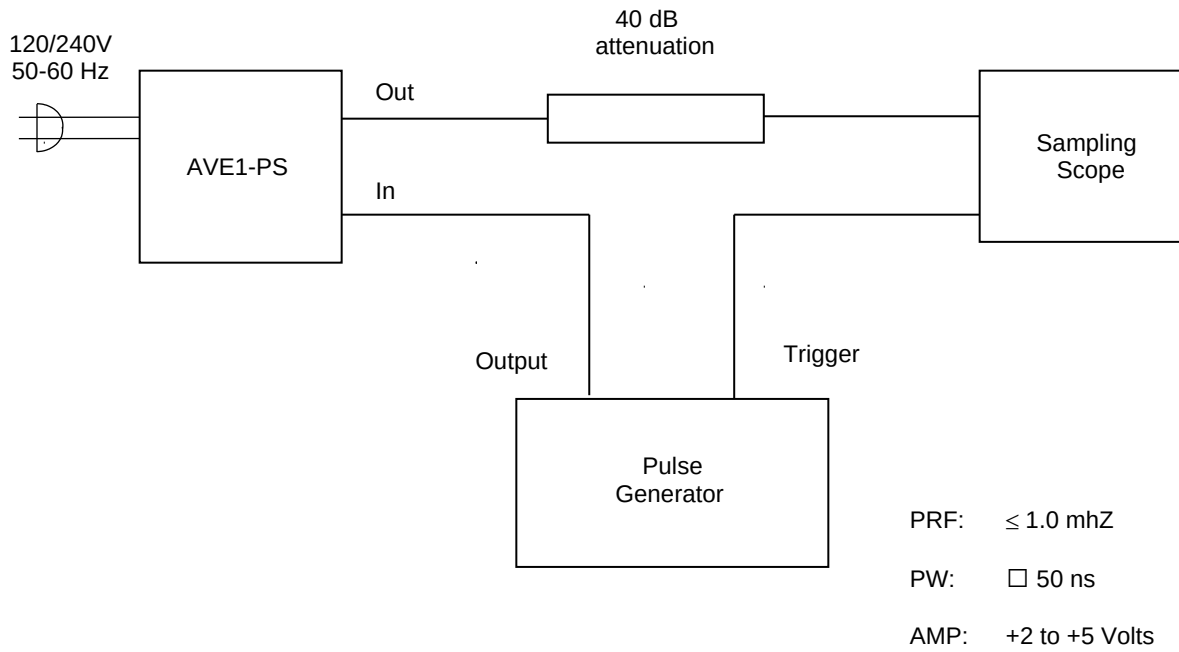 40 dB
attenuation
120/240V
50-60 Hz
Out
AVE1-PS
Sampling
Scope
In
Output
Trigger
Pulse
Generator
PRF: ≤ 1.0 mhZ
PW: □ 50 ns
AMP: +2 to +5 Volts